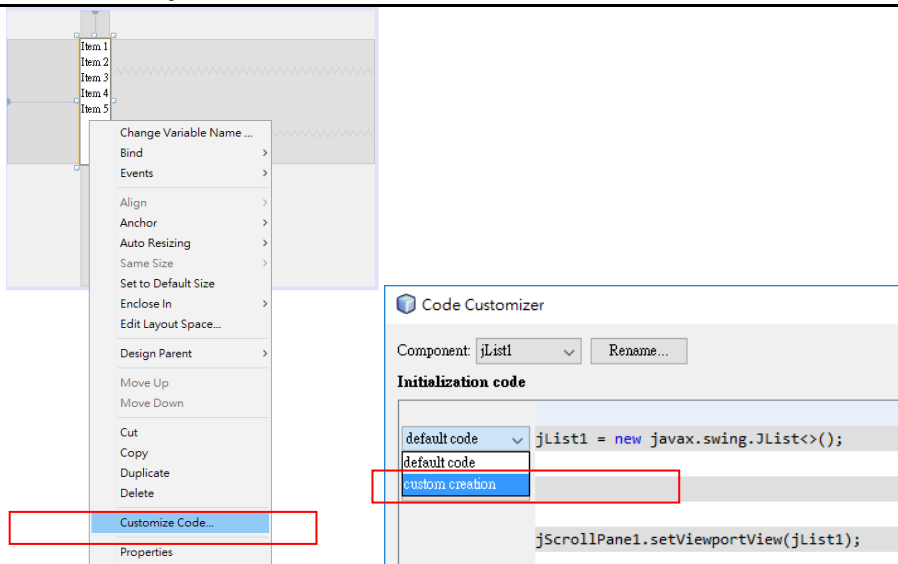 Item 1
Item 2
Item 3
Item 4
Item 5
Change Variable Name ...
Bind
Events
Align
Anchor
Auto Resizing
Same Size
Set to Default Size
Enclose In
Edit Layout Space...
Design Parent
Move Up
Move Down
Cut
Copy
Duplicate
Delete
Customize Code...
Properties
Code Customizer
Component: jList1 Rename...
Initialization code
default code jList1 = new javax.swing.JList<>();
default code
custom creation
jScrollPane1.setViewportView(jList1);